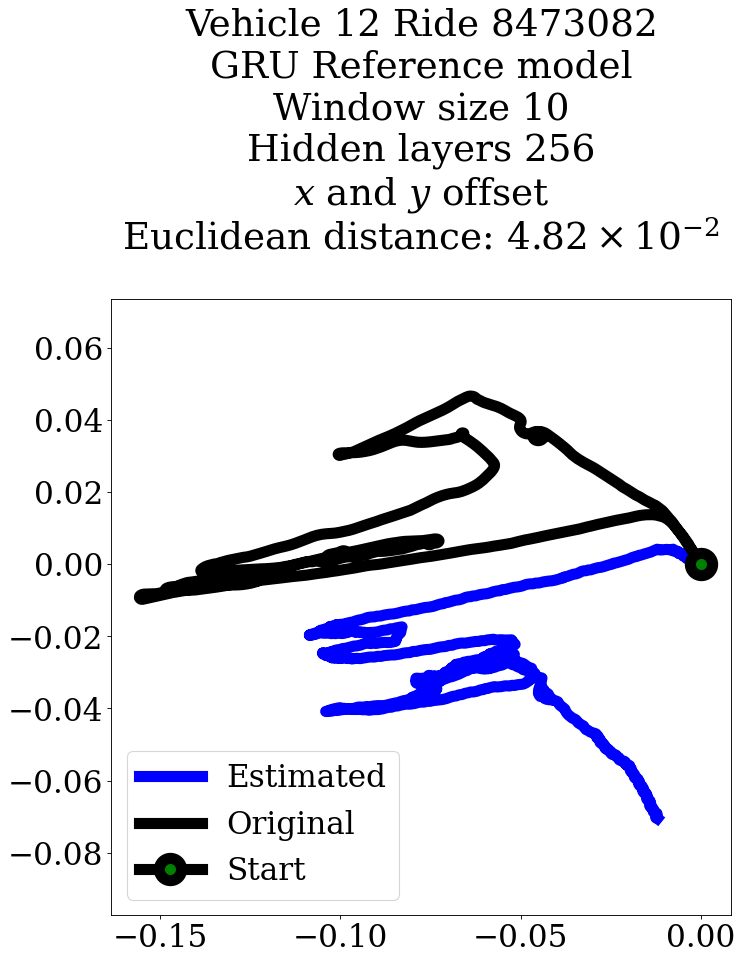 Vehicle 12 Ride 8473082
GRU Reference model
Window size 10
Hidden layers 256
x and y offset
Euclidean distance: 4.82 × 10⁻²
0.06
0.04
0.02
0.00
−0.02
−0.04
−0.06
−0.08
Estimated
Original
Start
−0.15 −0.10 −0.05 0.00